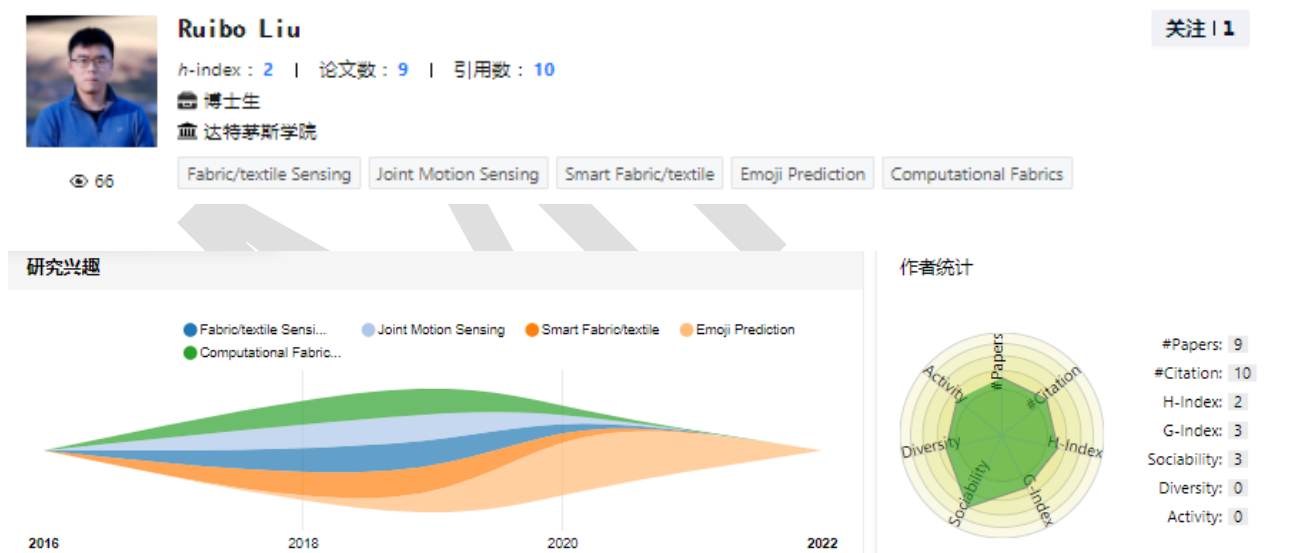 Ruibo Liu
关注 | 1
h-index : 2 | 论文数 : 9 | 引用数 : 10
博士生
达特茅斯学院
66
Fabric/textile Sensing Joint Motion Sensing Smart Fabric/textile Emoji Prediction Computational Fabrics
研究兴趣
Fabric/textile Sensi... Joint Motion Sensing Smart Fabric/textile Emoji Prediction
Computational Fabric...
2016 2018 2020 2022
作者统计
#Papers
#Citation
H-Index
G-Index
Sociability
Diversity
Activity
#Papers: 9
#Citation: 10
H-Index: 2
G-Index: 3
Sociability: 3
Diversity: 0
Activity: 0